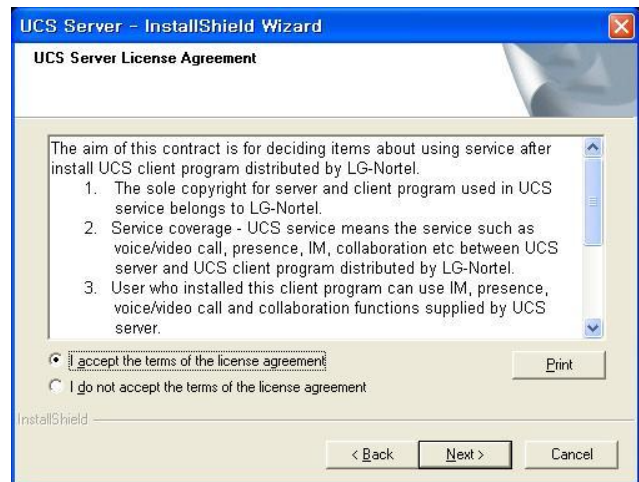 UCS Server - InstallShield Wizard
UCS Server License Agreement
The aim of this contract is for deciding items about using service after
install UCS client program distributed by LG-Nortel.
1. The sole copyright for server and client program used in UCS
service belongs to LG-Nortel.
2. Service coverage - UCS service means the service such as
voice/video call, presence, IM, collaboration etc between UCS
server and UCS client program distributed by LG-Nortel.
3. User who installed this client program can use IM, presence,
voice/video call and collaboration functions supplied by UCS
server.
I accept the terms of the license agreement
Print
I do not accept the terms of the license agreement
InstallShield
< Back
Next >
Cancel